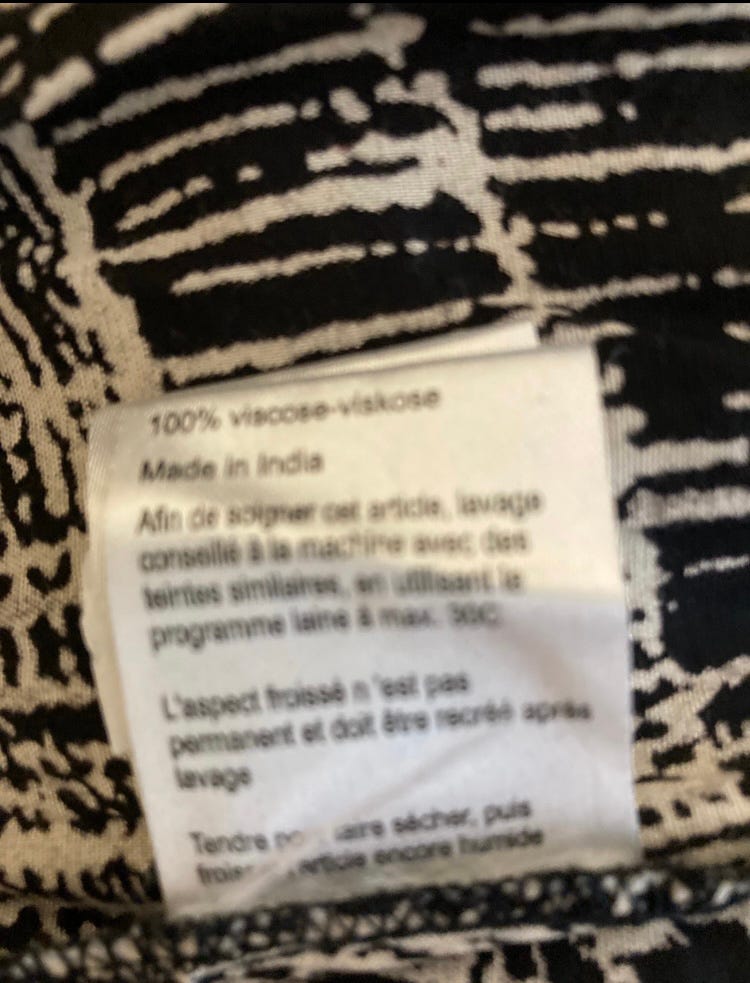 100% viscose-viskose
Made in India
Afin de soigner cet article, lavage
conseillé à la machine avec des
teintes similaires, en utilisant le
programme laine à max. 30C
L'aspect froissé n 'est pas
permanent et doit être recréé après
lavage
Tendre sécher, puis
encore humide